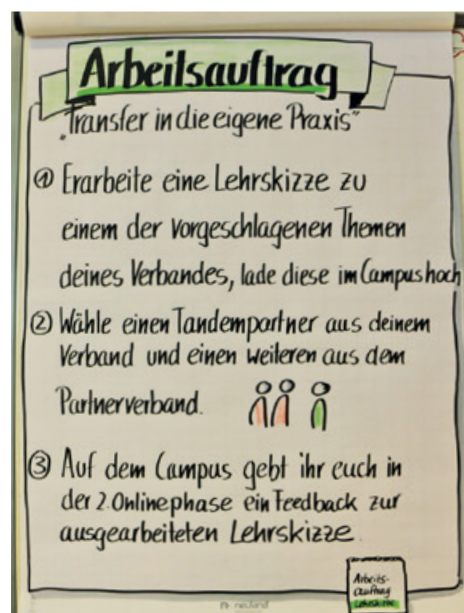 Arbeitsauftrag
„Transfer in die eigene Praxis"
① Erarbeite eine Lehrskizze zu
einem der vorgeschlagenen Themen
deines Verbandes, lade diese im Campus hoch
② Wähle einen Tandempartner aus deinem
Verband und einen weiteren aus dem
Partnerverband.
③ Auf dem Campus gebt ihr euch in
der 2. Onlinephase ein Feedback zur
ausgearbeiteten Lehrskizze.
Arbeits-
auftrag
Lehrskizze
neuland